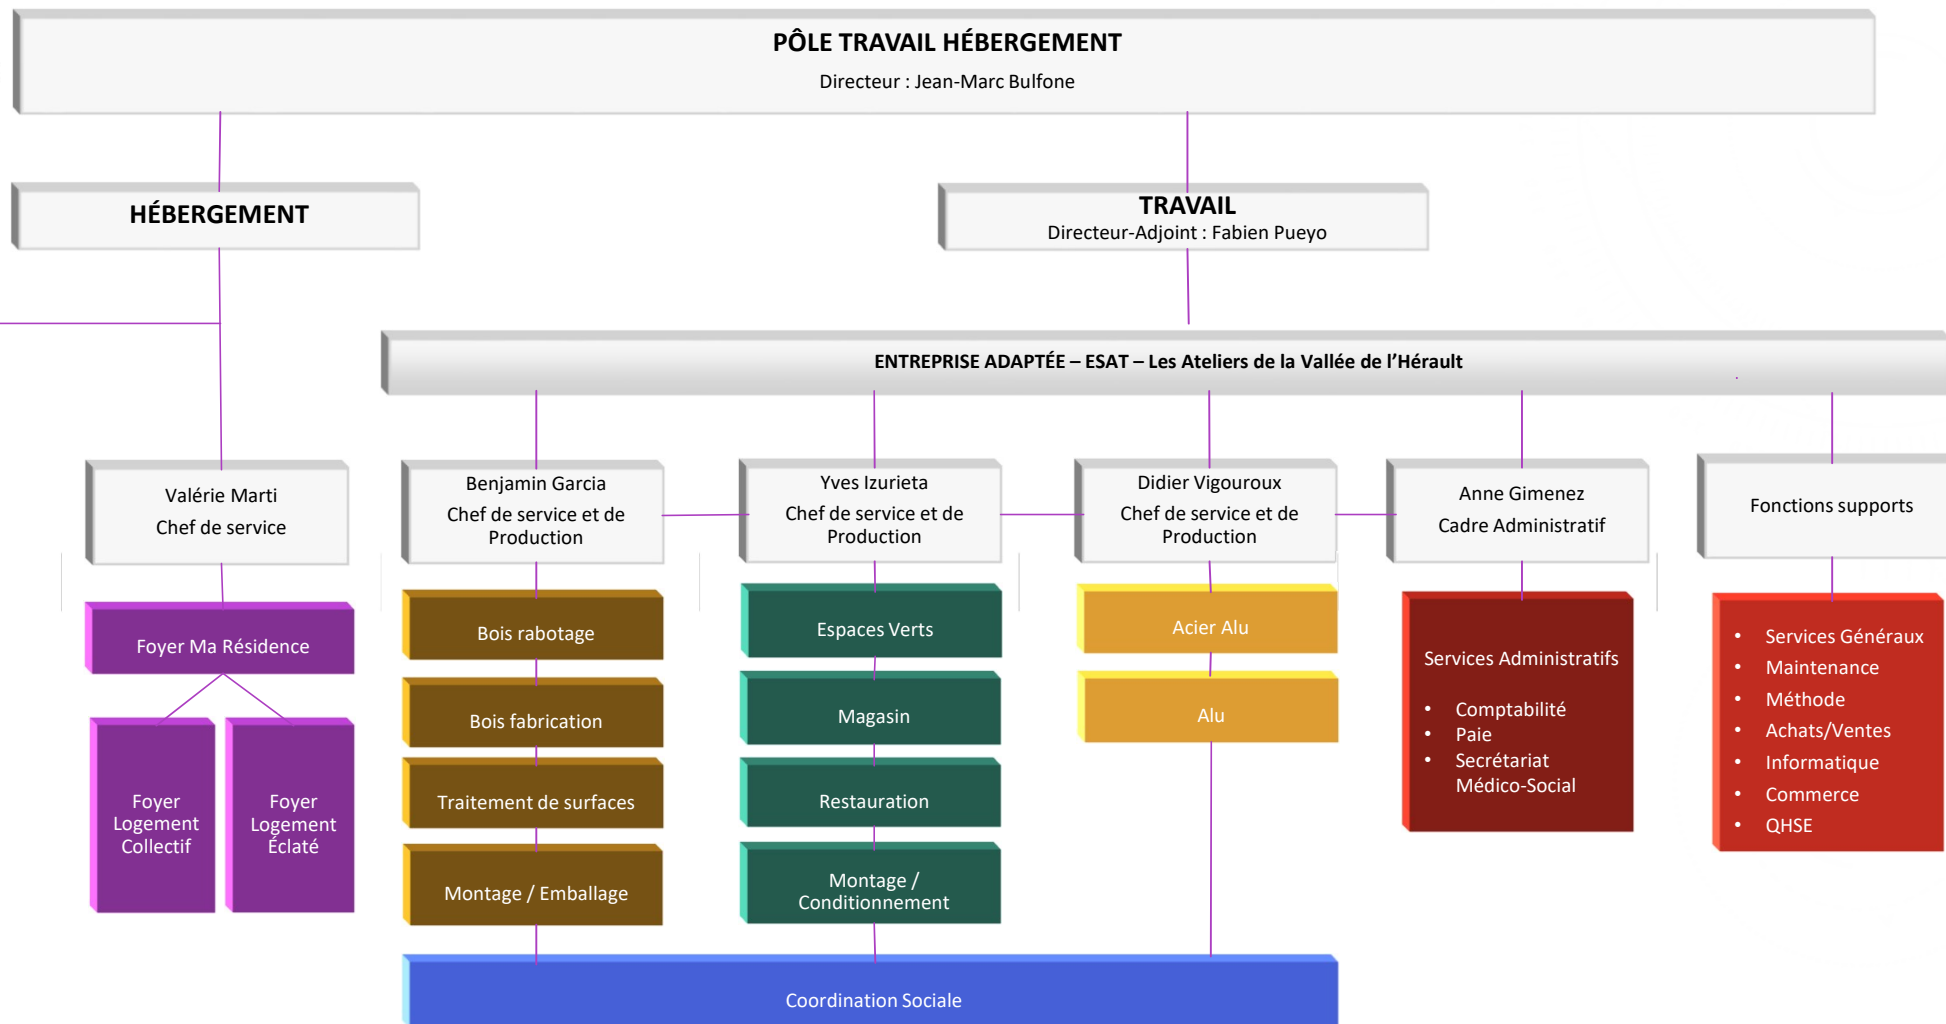 PÔLE TRAVAIL HÉBERGEMENT
Directeur : Jean-Marc Bulfone
HÉBERGEMENT
TRAVAIL
Directeur-Adjoint : Fabien Pueyo
ENTREPRISE ADAPTÉE – ESAT – Les Ateliers de la Vallée de l’Hérault
Valérie Marti
Chef de service
Benjamin Garcia
Chef de service et de
Production
Yves Izurieta
Chef de service et de
Production
Didier Vigouroux
Chef de service et de
Production
Anne Gimenez
Cadre Administratif
Fonctions supports
Foyer Ma Résidence
Foyer
Logement
Collectif
Foyer
Logement
Éclaté
Bois rabotage
Bois fabrication
Traitement de surfaces
Montage / Emballage
Espaces Verts
Magasin
Restauration
Montage /
Conditionnement
Acier Alu
Alu
Services Administratifs
• Comptabilité
• Paie
• Secrétariat
Médico-Social
• Services Généraux
• Maintenance
• Méthode
• Achats/Ventes
• Informatique
• Commerce
• QHSE
Coordination Sociale